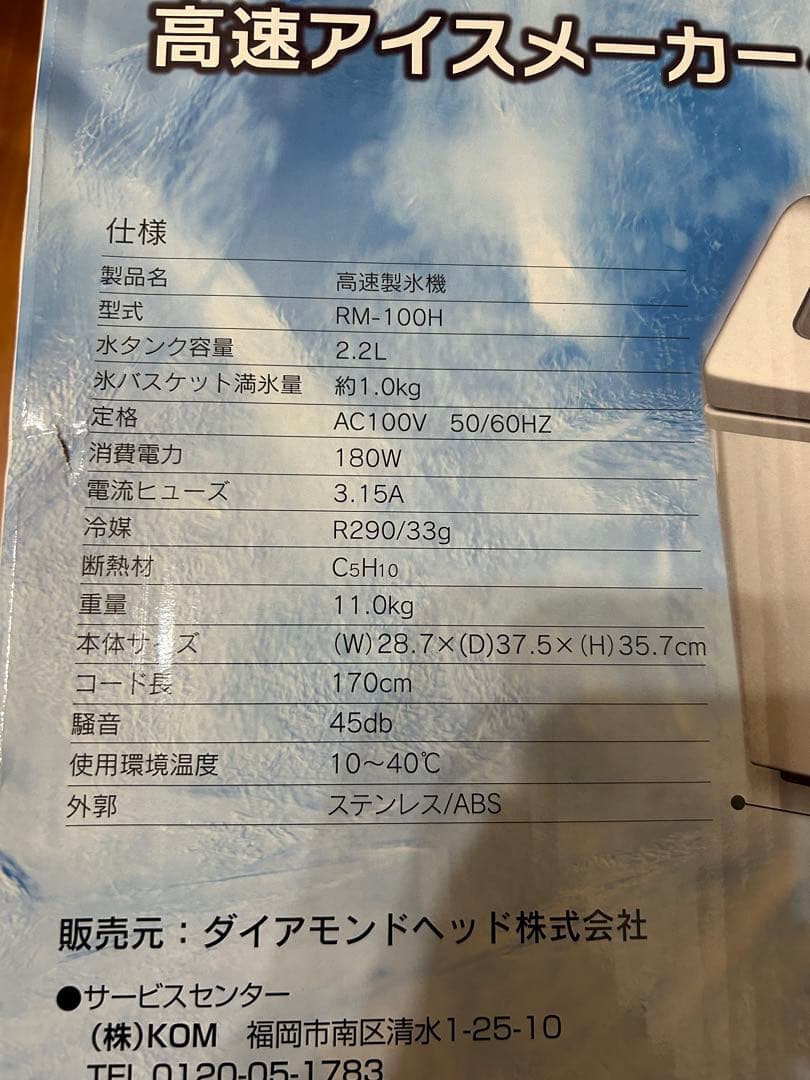 高速アイスメーカー
仕様
製品名 高速製氷機
型式 RM-100H
水タンク容量 2.2L
氷バスケット満氷量 約1.0kg
定格 AC100V 50/60HZ
消費電力 180W
電流ヒューズ 3.15A
冷媒 R290/33g
断熱材 C5H10
重量 11.0kg
本体サイズ (W)28.7×(D)37.5×(H)35.7cm
コード長 170cm
騒音 45db
使用環境温度 10〜40℃
外郭 ステンレス/ABS
販売元：ダイアモンドヘッド株式会社
●サービスセンター
(株)KOM 福岡市南区清水1-25-10
TEL 0120-05-1783